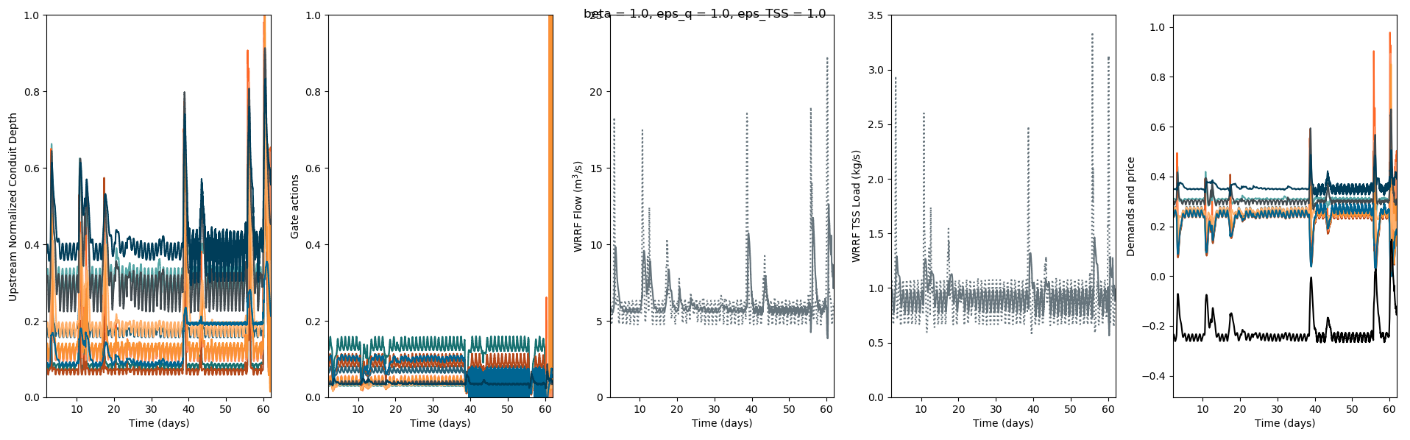 beta = 1.0, eps_q = 1.0, eps_TSS = 1.0
Upstream Normalized Conduit Depth
1.0
0.8
0.6
0.4
0.2
0.0
10 20 30 40 50 60
Time (days)
Gate actions
1.0
0.8
0.6
0.4
0.2
0.0
10 20 30 40 50 60
Time (days)
WRRF Flow (m³/s)
25
20
15
10
5
0
10 20 30 40 50 60
Time (days)
WRRF TSS Load (kg/s)
3.5
3.0
2.5
2.0
1.5
1.0
0.5
0.0
10 20 30 40 50 60
Time (days)
Demands and price
1.0
0.8
0.6
0.4
0.2
0.0
−0.2
−0.4
10 20 30 40 50 60
Time (days)